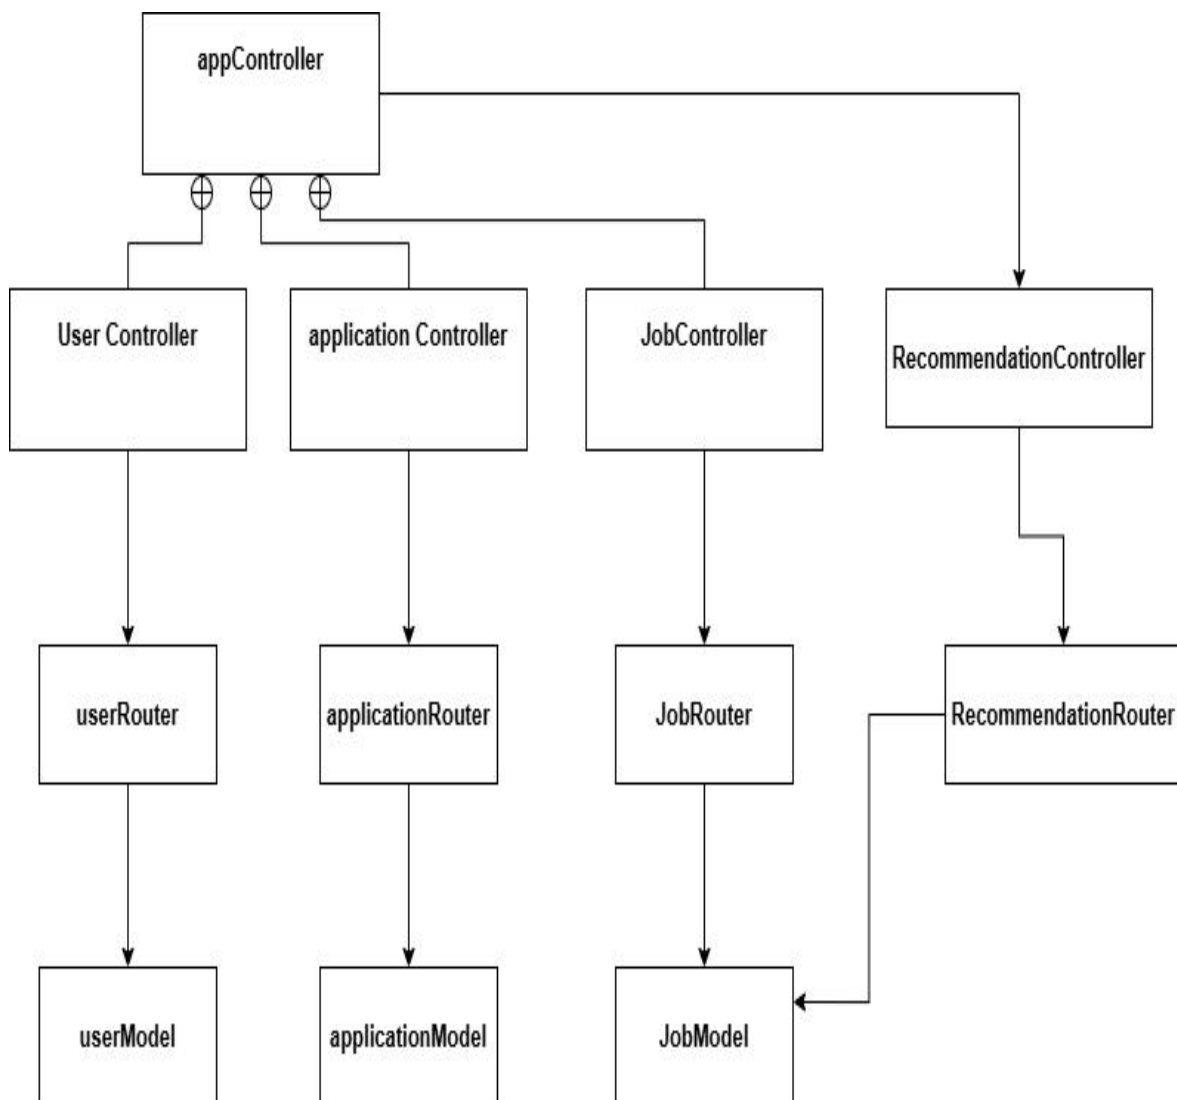 appController
User Controller
application Controller
JobController
RecommendationController
userRouter
applicationRouter
JobRouter
RecommendationRouter
userModel
applicationModel
JobModel